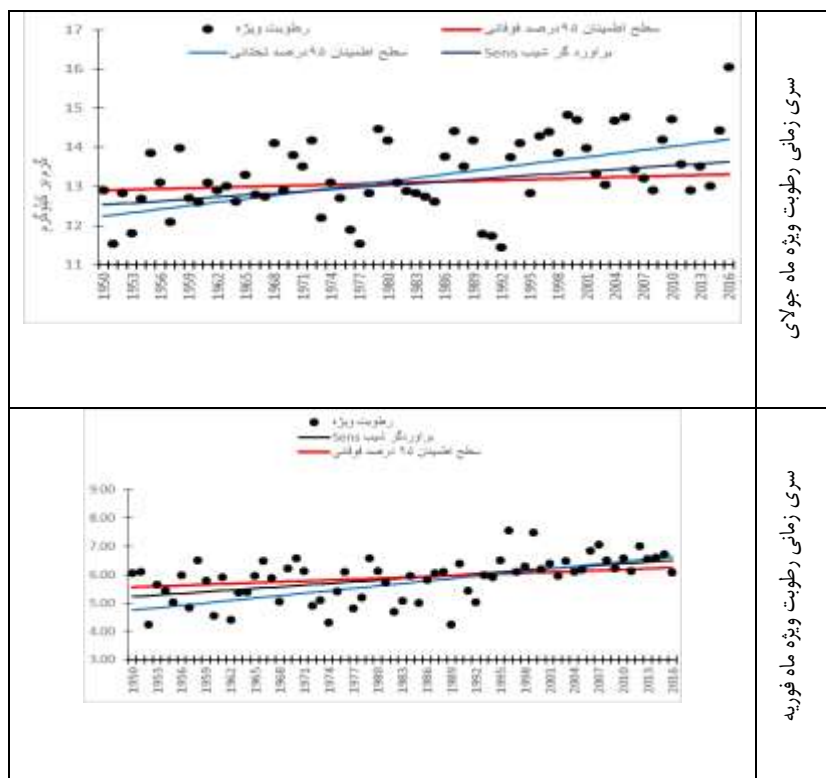 سری زمانی رطوبت ویژه ماه جولای
رطوبت ویژه
سطح اطمینان ۹۵ درصد فوقانی
سطح اطمینان ۹۵ درصد تحتانی
براورد گر شیب Sens
گرم بر کیلوگرم
17
16
15
14
13
12
11
1950 1953 1956 1959 1962 1965 1968 1971 1974 1977 1980 1983 1986 1989 1992 1995 1998 2001 2004 2007 2010 2013 2016
سری زمانی رطوبت ویژه ماه فوریه
رطوبت ویژه
براوردگر شیب Sens
سطح اطمینان ۹۵ درصد فوقانی
9.00
8.00
7.00
6.00
5.00
4.00
3.00
1950 1953 1956 1959 1962 1965 1968 1971 1974 1977 1980 1983 1986 1989 1992 1995 1998 2001 2004 2007 2010 2013 2016